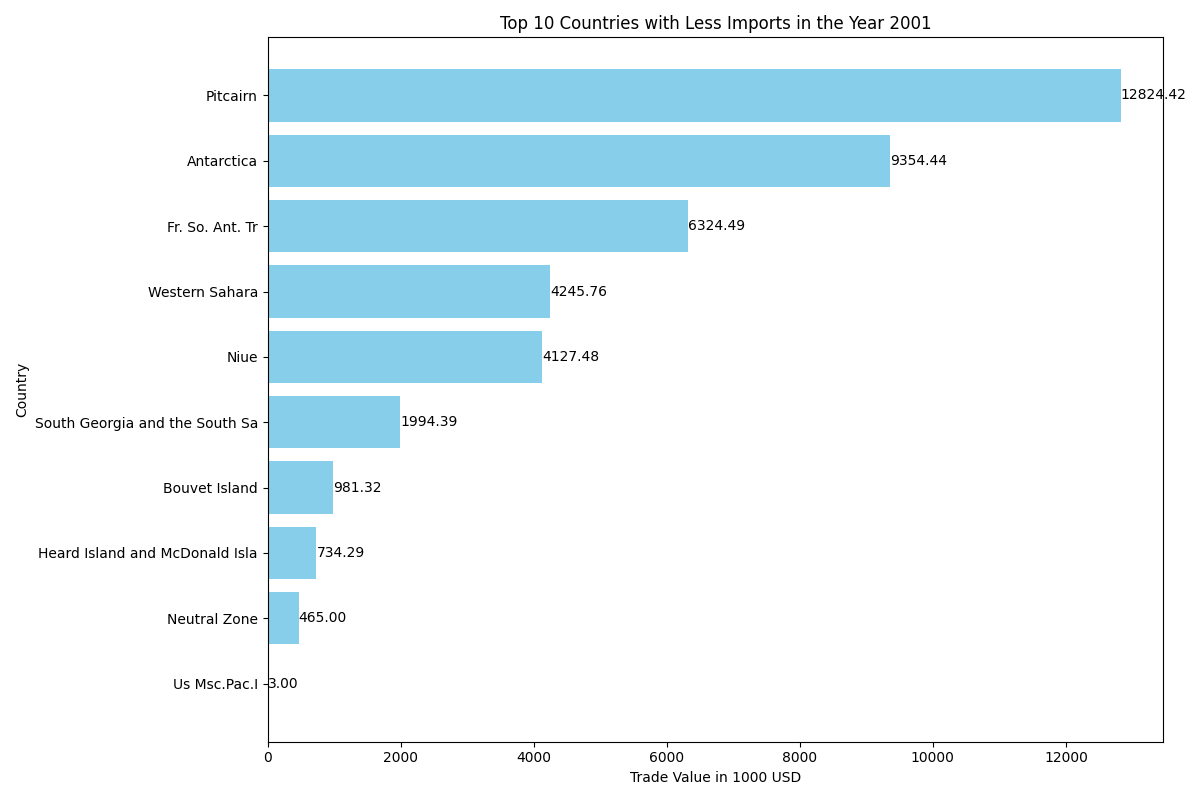 Top 10 Countries with Less Imports in the Year 2001
Pitcairn
12824.42
Antarctica
9354.44
Fr. So. Ant. Tr
6324.49
Western Sahara
4245.76
Niue
4127.48
Country
South Georgia and the South Sa
1994.39
Bouvet Island
981.32
Heard Island and McDonald Isla
734.29
Neutral Zone
465.00
Us Msc.Pac.I
3.00
0 2000 4000 6000 8000 10000 12000
Trade Value in 1000 USD